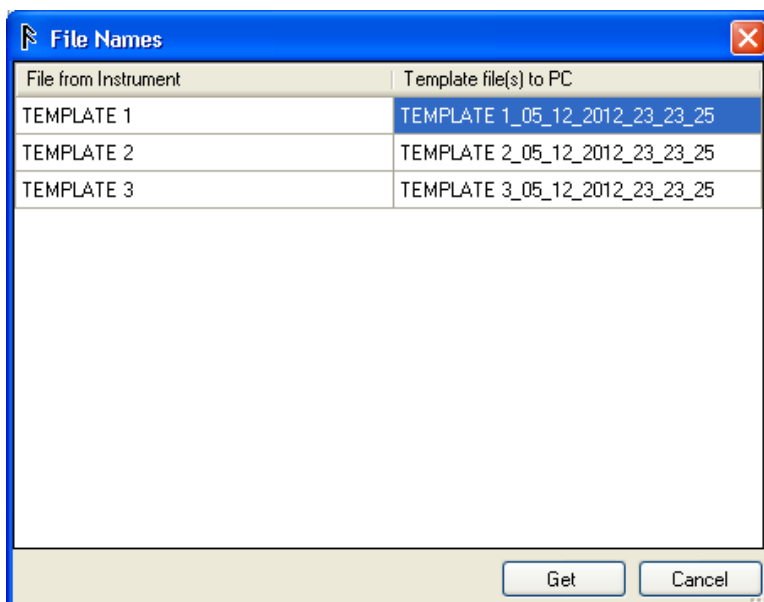 File Names
File from Instrument Template file(s) to PC
TEMPLATE 1 TEMPLATE 1_05_12_2012_23_23_25
TEMPLATE 2 TEMPLATE 2_05_12_2012_23_23_25
TEMPLATE 3 TEMPLATE 3_05_12_2012_23_23_25
Get Cancel